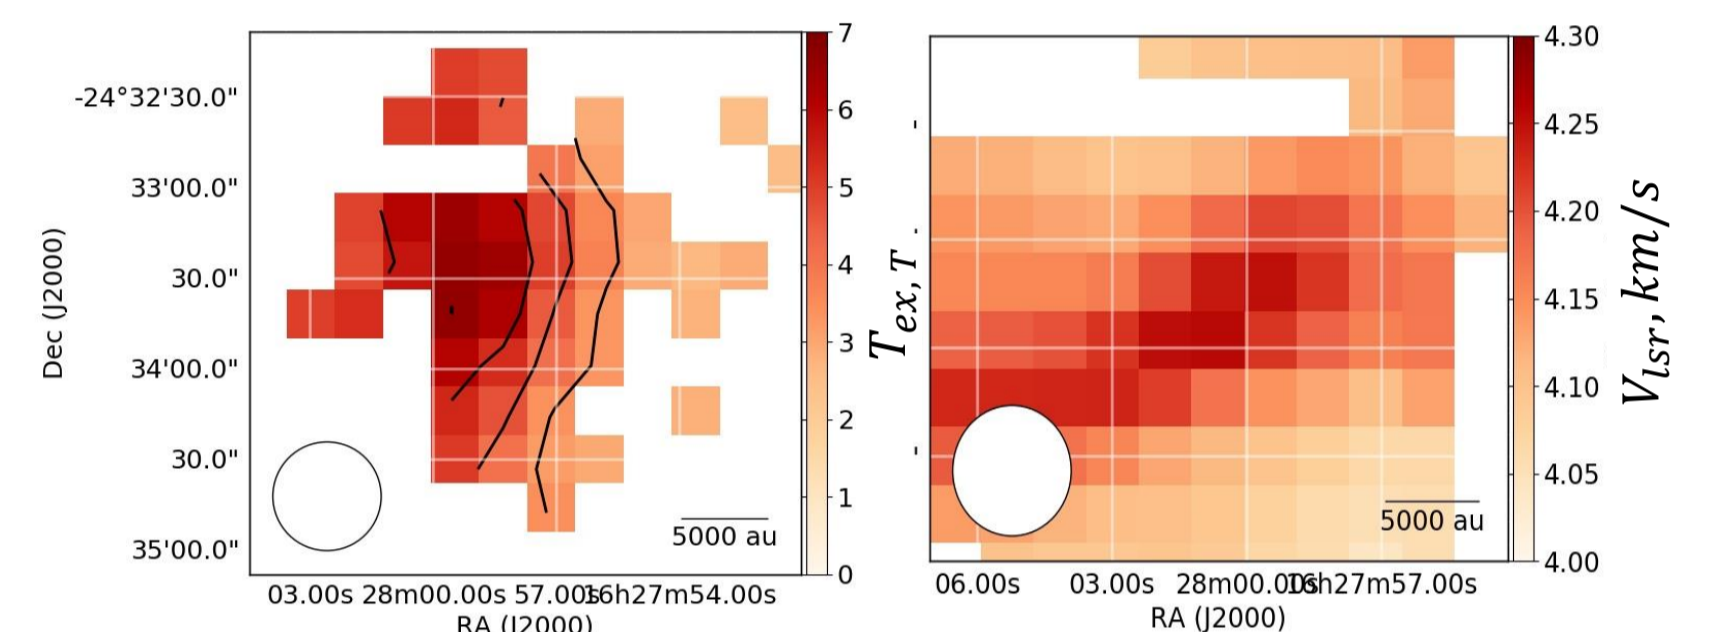 -24°32'30.0"
33'00.0"
30.0"
34'00.0"
30.0"
35'00.0"
Dec (J2000)
03.00s 28m00.00s 57.00s 16h27m54.00s
RA (J2000)
5000 au
7
6
5
4
3
2
1
0
T_ex, T
-
-
-
06.00s 03.00s 28m00.00s 16h27m57.00s
RA (J2000)
5000 au
4.30
4.25
4.20
4.15
4.10
4.05
4.00
V_lsr, km/s